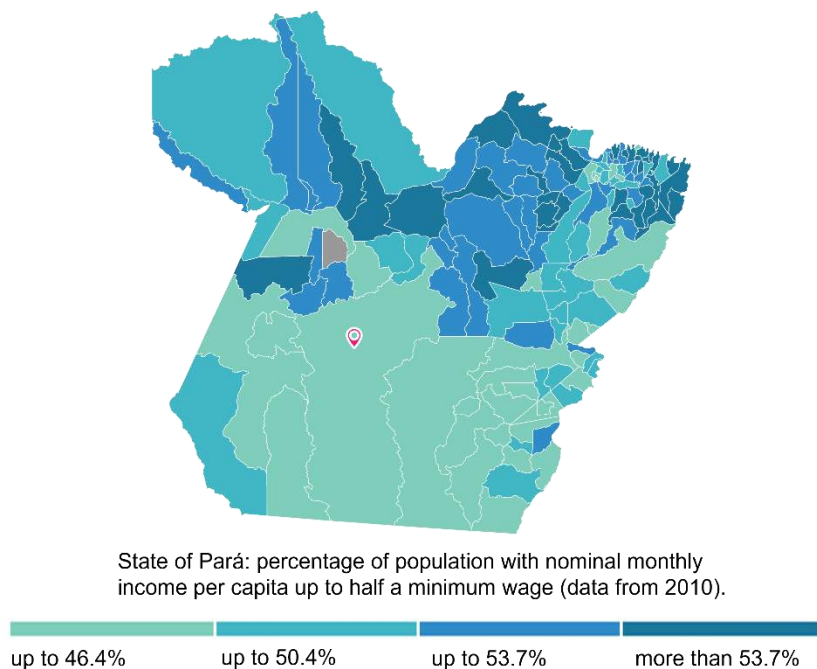 State of Pará: percentage of population with nominal monthly
income per capita up to half a minimum wage (data from 2010).
up to 46.4% up to 50.4% up to 53.7% more than 53.7%